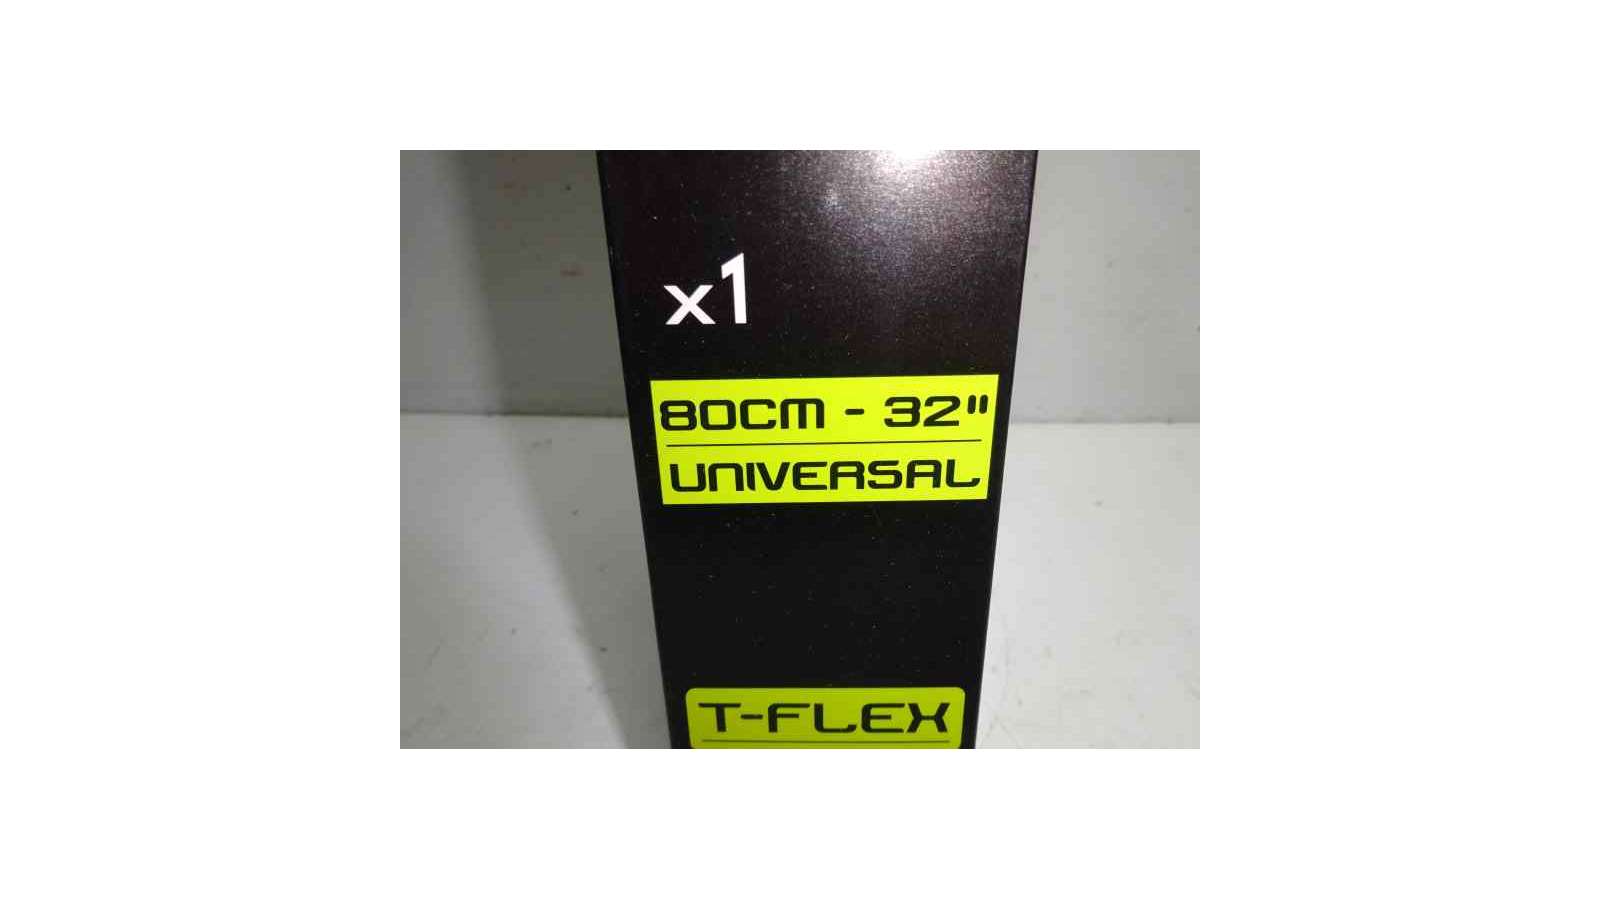 x1
80CM - 32"
UNIVERSAL
T-FLEX